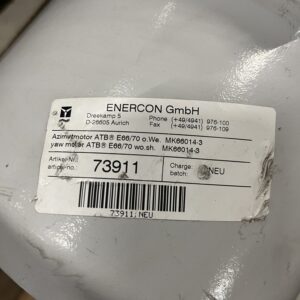 ENERCON GmbH
Dreekamp 5 Phone (+49/4941) 976-100
D-26605 Aurich Fax (+49/4941) 976-109
Azimutmotor ATB® E66/70 o.We. MK66014-3
yaw motor ATB® E66/70 wo.sh. MK66014-3
Artikel-Nr. Charge:
article-no.: 73911 batch: NEU
73911;NEU